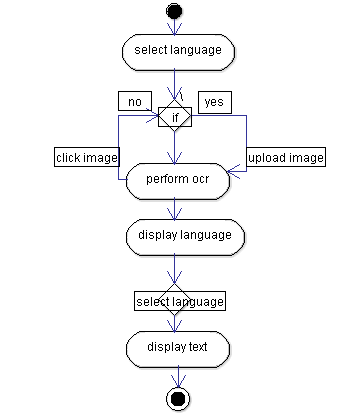 select language
no
yes
if
click image
upload image
perform ocr
display language
select language
display text